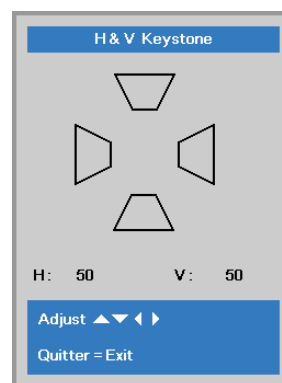 H & V Keystone
H: 50 V: 50
Adjust ▲▼◀▶
Quitter = Exit